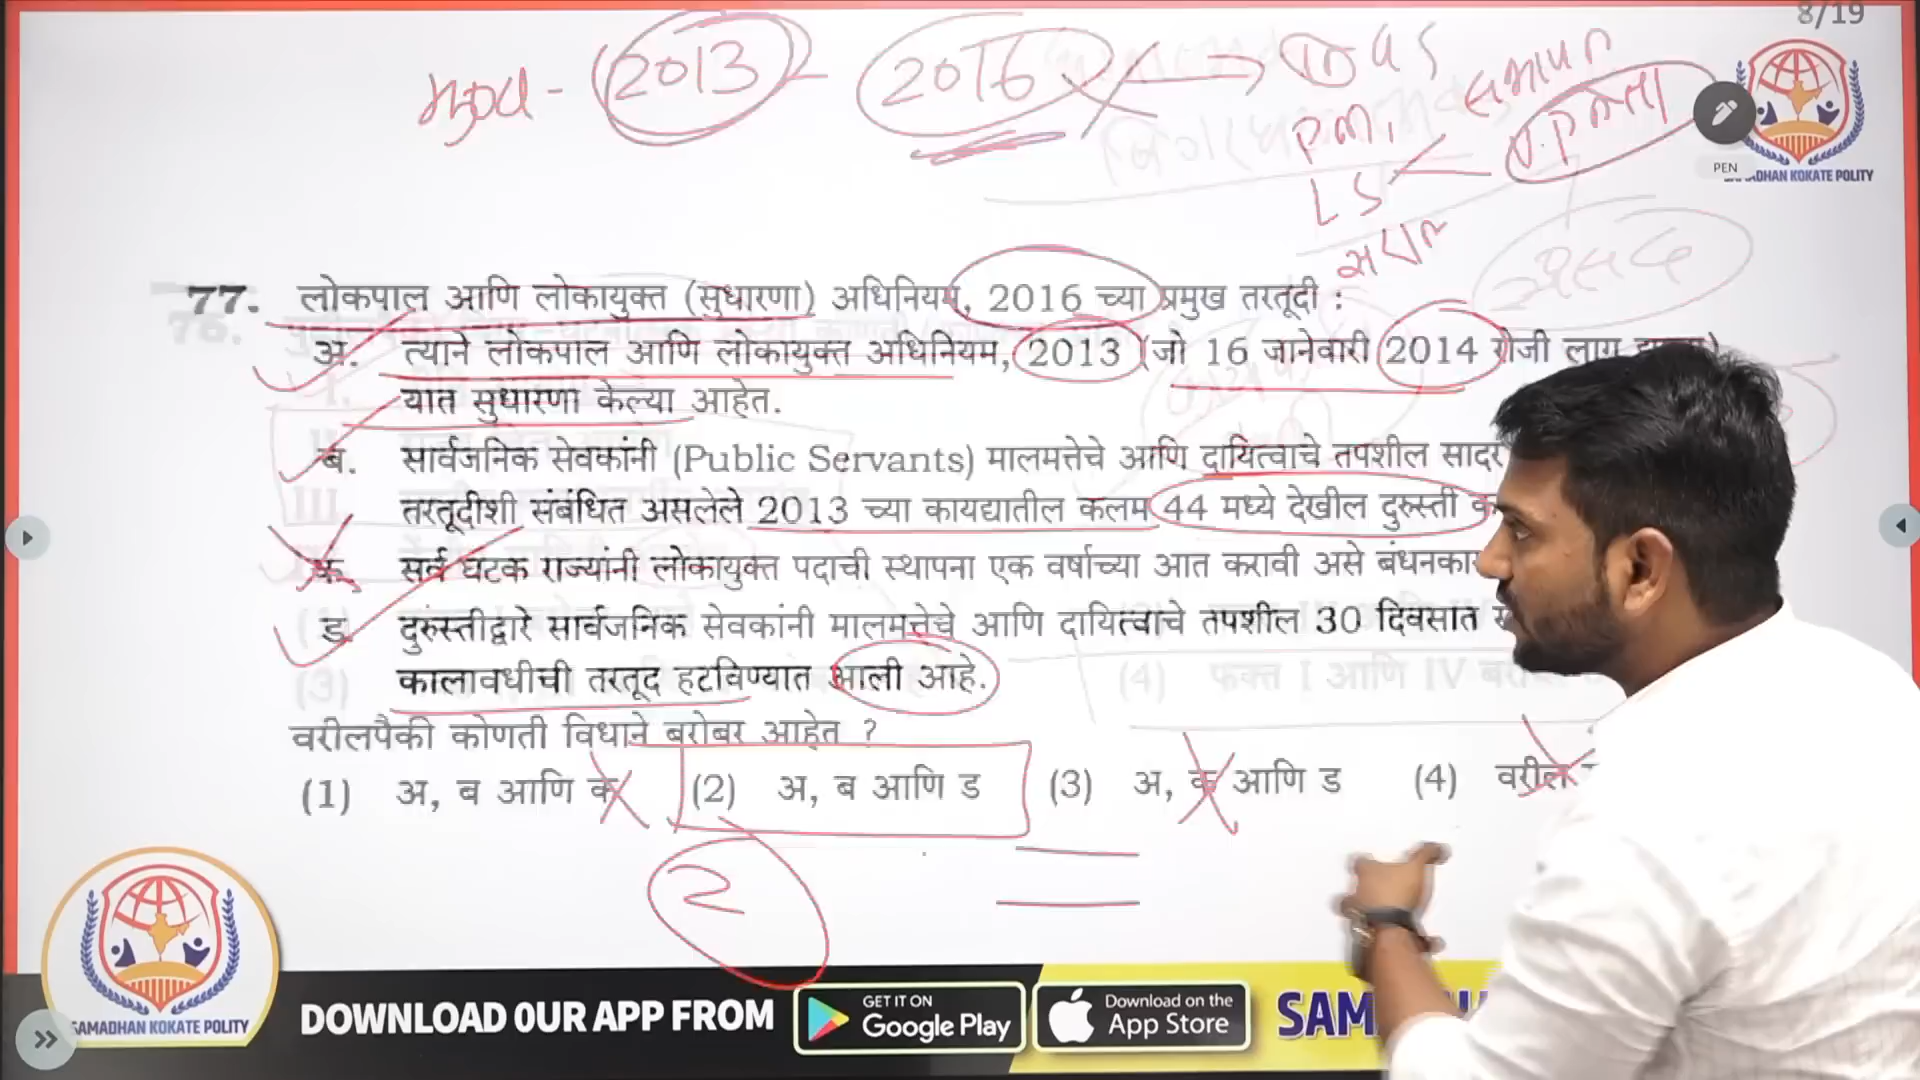 8/19
मूळ - 2013 - 2016
PM.
LS
PEN
SAMADHAN KOKATE POLITY
77. लोकपाल आणि लोकायुक्त (सुधारणा) अधिनियम, 2016 च्या प्रमुख तरतूदी :
अ. त्याने लोकपाल आणि लोकायुक्त अधिनियम, 2013 (जो 16 जानेवारी 2014 रोजी लागू
यात सुधारणा केल्या आहेत.
ब. सार्वजनिक सेवकांनी (Public Servants) मालमत्तेचे आणि दायित्वाचे तपशील सादर
तरतूदीशी संबंधित असलेले 2013 च्या कायद्यातील कलम 44 मध्ये देखील दुरुस्ती
क. सर्व घटक राज्यांनी लोकायुक्त पदाची स्थापना एक वर्षाच्या आत करावी असे
ड. दुरुस्तीद्वारे सार्वजनिक सेवकांनी मालमत्तेचे आणि दायित्वाचे तपशील 30 दिवसात
कालावधीची तरतूद हटविण्यात आली आहे.
वरीलपैकी कोणती विधाने बरोबर आहेत ?
(1) अ, ब आणि क (2) अ, ब आणि ड (3) अ, क आणि ड (4) वरील
2
SAMADHAN KOKATE POLITY
DOWNLOAD OUR APP FROM
GET IT ON
Google Play
Download on the
App Store